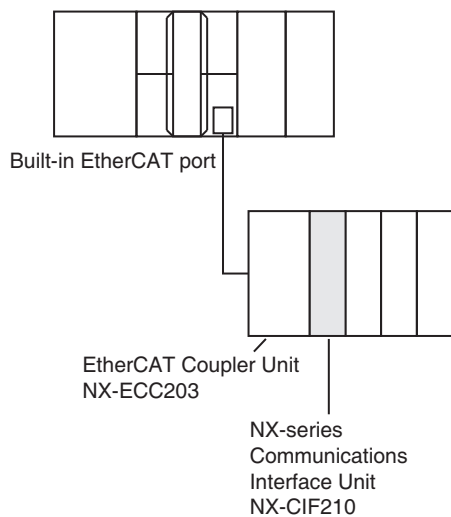 Built-in EtherCAT port
EtherCAT Coupler Unit
NX-ECC203
NX-series
Communications
Interface Unit
NX-CIF210